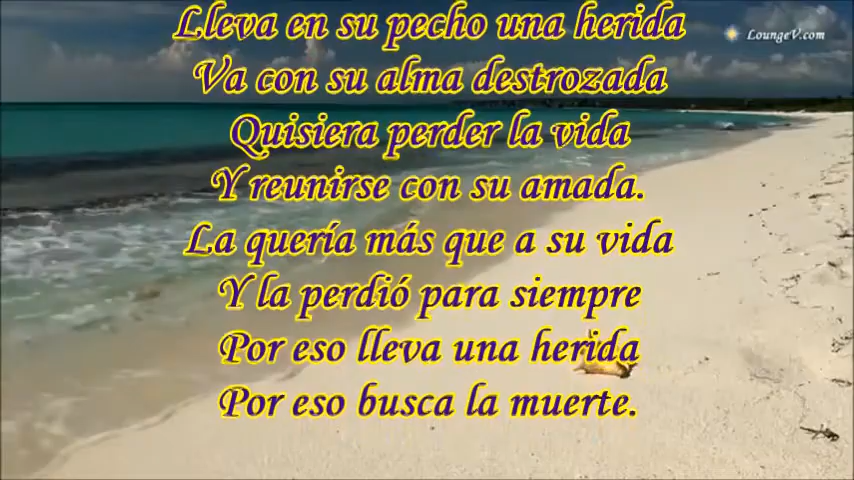 Lleva en su pecho una herida
LoungeV.com
Va con su alma destrozada
Quisiera perder la vida
Y reunirse con su amada.
La quería más que a su vida
Y la perdió para siempre
Por eso lleva una herida
Por eso busca la muerte.